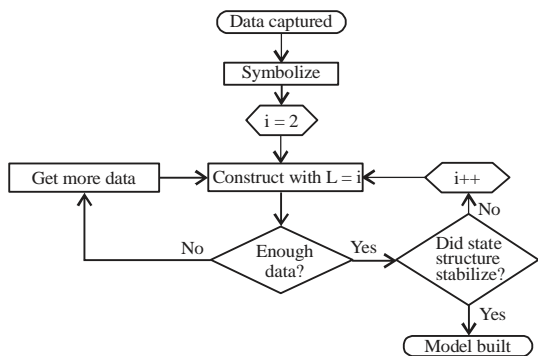 Data captured
Symbolize
i = 2
Get more data
Construct with L = i
i++
No
Enough
data?
Yes
Did state
structure
stabilize?
No
Yes
Model built